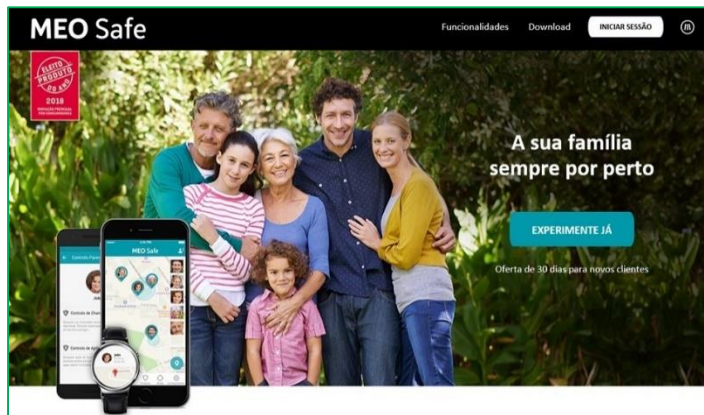 MEO Safe
Funcionalidades
Download
INICIAR SESSÃO
ELEITO
PRODUTO
DO ANO
2018
A sua família
sempre por perto
EXPERIMENTE JÁ
Oferta de 30 dias para novos clientes
MEO Safe